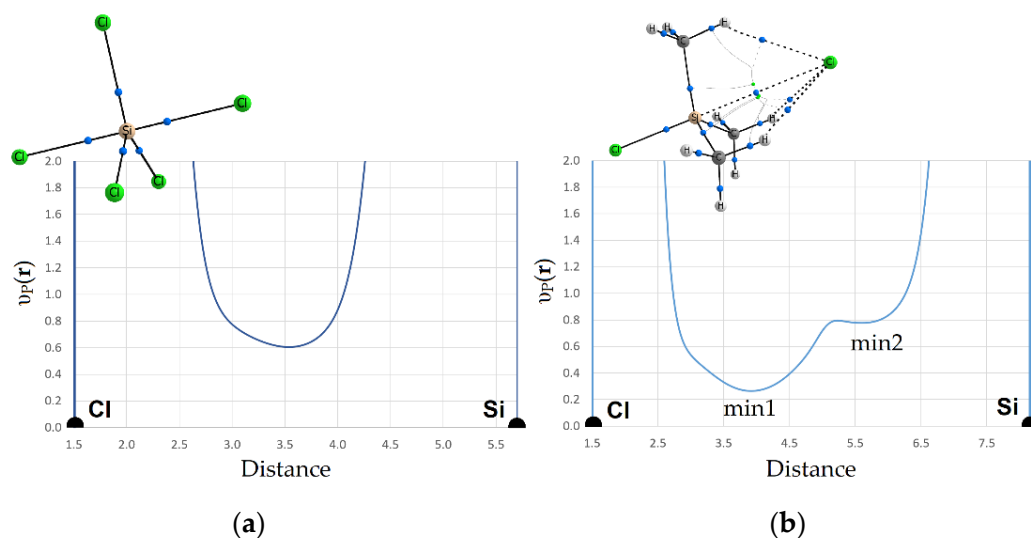 Cl
Cl
Si
Cl
Cl
Cl
2.0
1.8
1.6
1.4
1.2
1.0
0.8
0.6
0.4
0.2
0.0
υP(r)
Cl
Si
1.5 2.0 2.5 3.0 3.5 4.0 4.5 5.0 5.5
Distance
(a)
H H H
C
Cl
Si H H
C
H C H
Cl H
H
H
2.0
1.8
1.6
1.4
1.2
1.0
0.8
0.6
0.4
0.2
0.0
υP(r)
min2
min1
Cl
Si
1.5 2.5 3.5 4.5 5.5 6.5 7.5
Distance
(b)